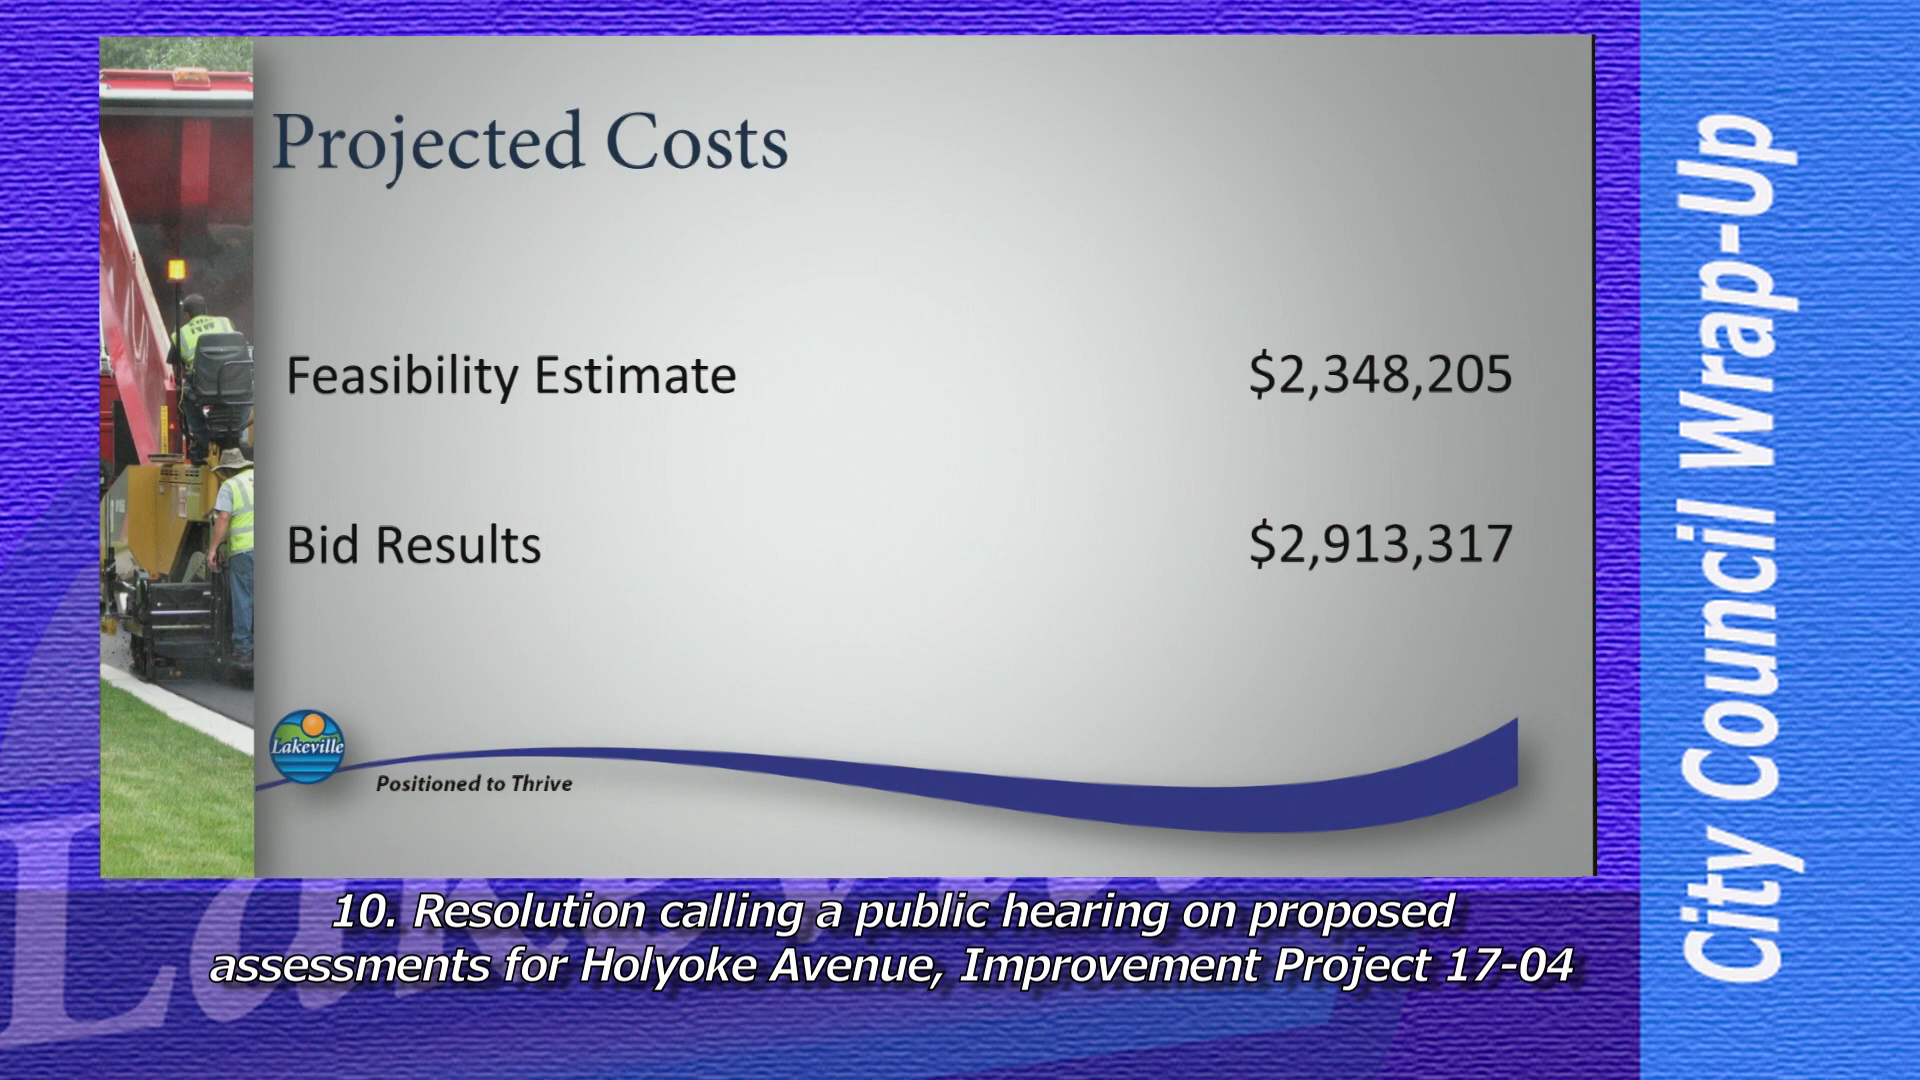 Projected Costs
Feasibility Estimate $2,348,205
Bid Results $2,913,317
Lakeville
Positioned to Thrive
10. Resolution calling a public hearing on proposed
assessments for Holyoke Avenue, Improvement Project 17-04
City Council Wrap-Up